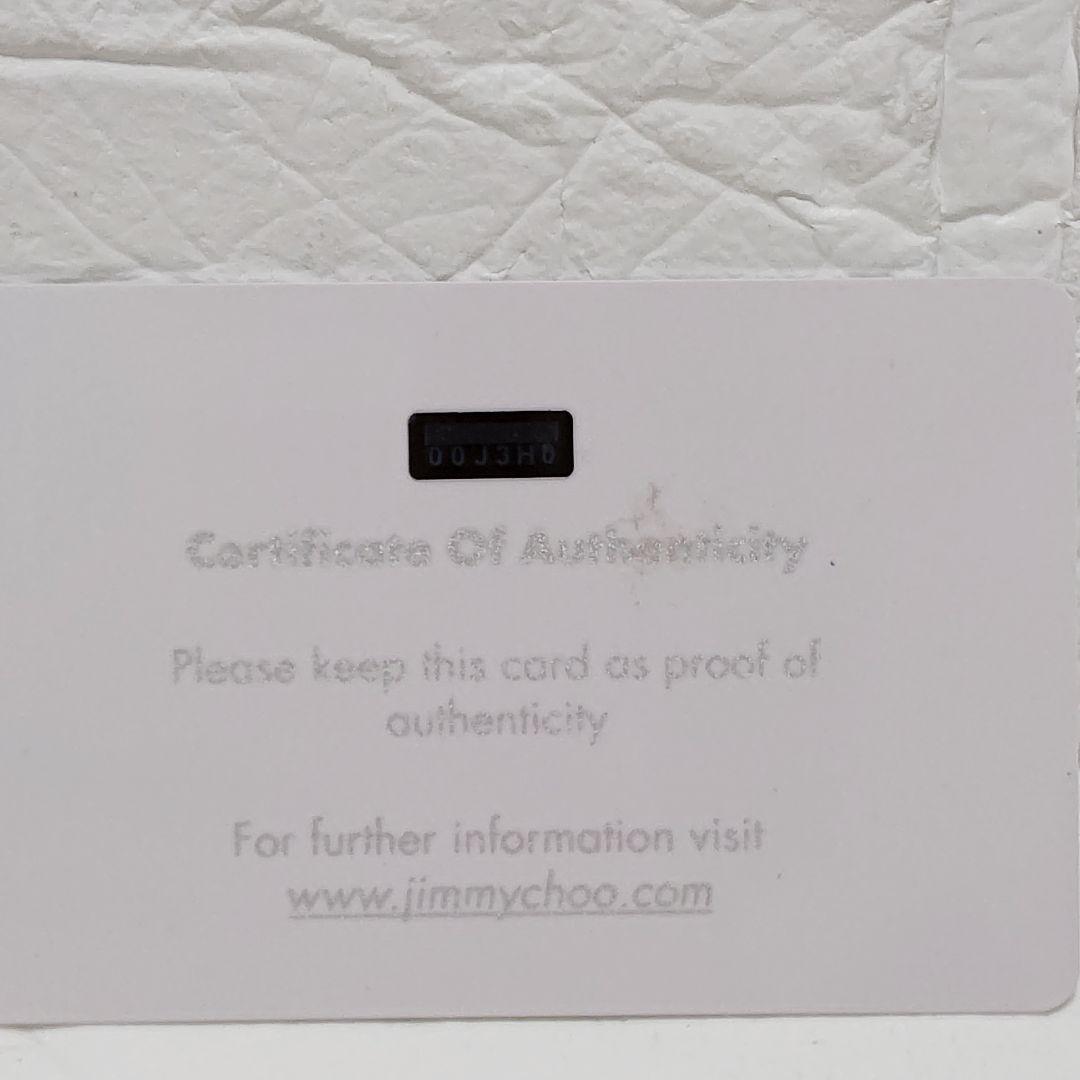 00J3H0
Certificate Of Authenticity
Please keep this card as proof of
authenticity
For further information visit
www.jimmychoo.com